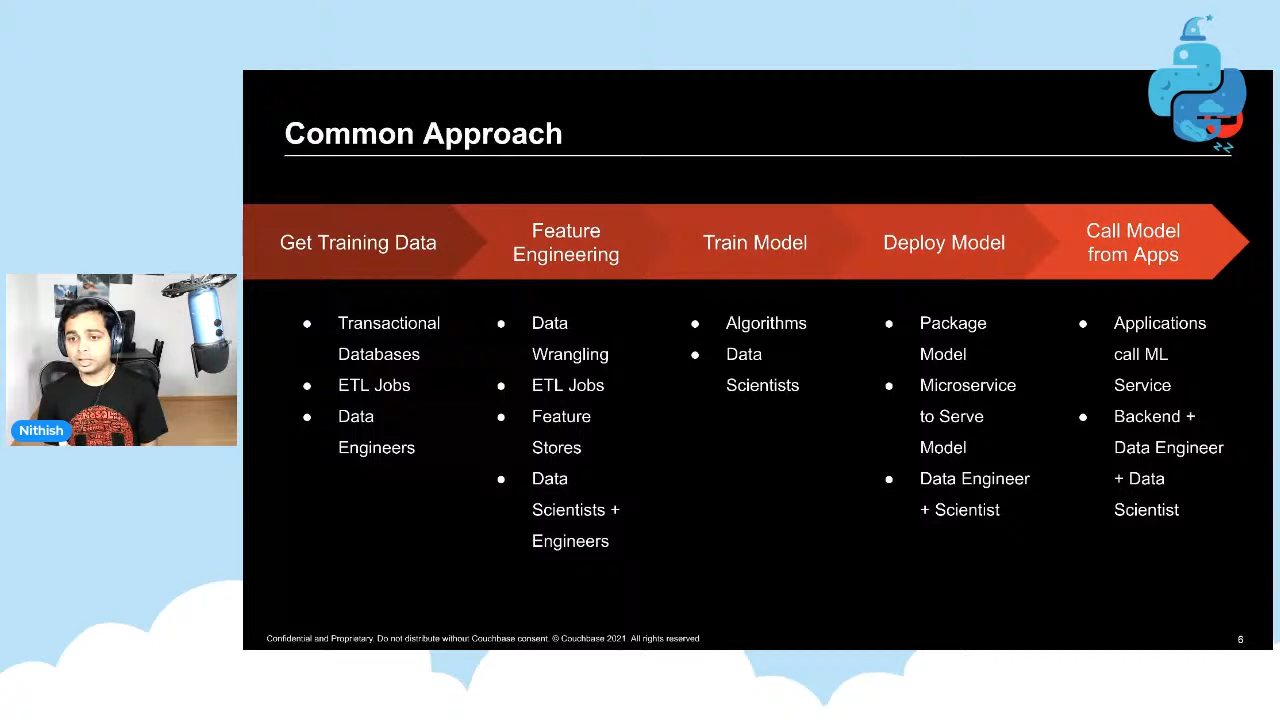 Common Approach
Get Training Data
Feature
Engineering
Train Model
Deploy Model
Call Model
from Apps
● Transactional
Databases
● ETL Jobs
● Data
Engineers
● Data
Wrangling
● ETL Jobs
● Feature
Stores
● Data
Scientists +
Engineers
● Algorithms
● Data
Scientists
● Package
Model
● Microservice
to Serve
Model
● Data Engineer
+ Scientist
● Applications
call ML
Service
● Backend +
Data Engineer
+ Data
Scientist
Nithish
Confidential and Proprietary. Do not distribute without Couchbase consent. © Couchbase 2021. All rights reserved.
6
zz